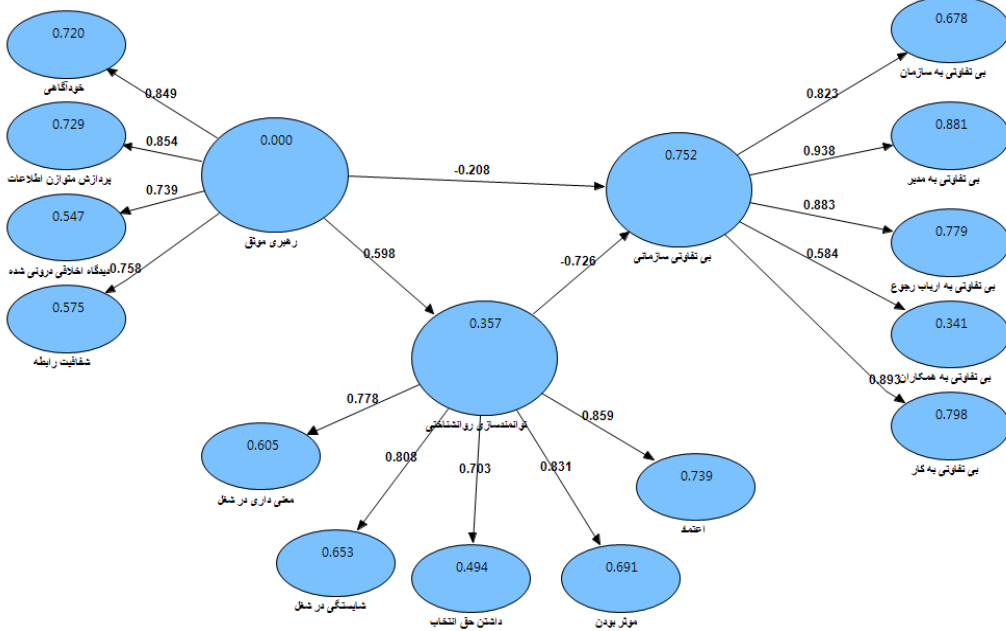 0.720
خودآگاهی
0.849
0.729
پردازش متوازن اطلاعات
0.854
0.547
دیدگاه اخلاقی درونی شده
0.739
0.575
شفافیت رابطه
0.758
0.000
رهبری موثق
-0.208
0.598
0.752
بی تفاوتی سازمانی
-0.726
0.357
توانمندسازی روانشناختی
0.678
بی تفاوتی به سازمان
0.823
0.881
بی تفاوتی به مدیر
0.938
0.779
بی تفاوتی به ارباب رجوع
0.883
0.341
بی تفاوتی به همکاران
0.584
0.798
بی تفاوتی به کار
0.893
0.778
0.605
معنی داری در شغل
0.808
0.653
شایستگی در شغل
0.703
0.494
داشتن حق انتخاب
0.831
0.691
موثر بودن
0.859
0.739
اعتماد